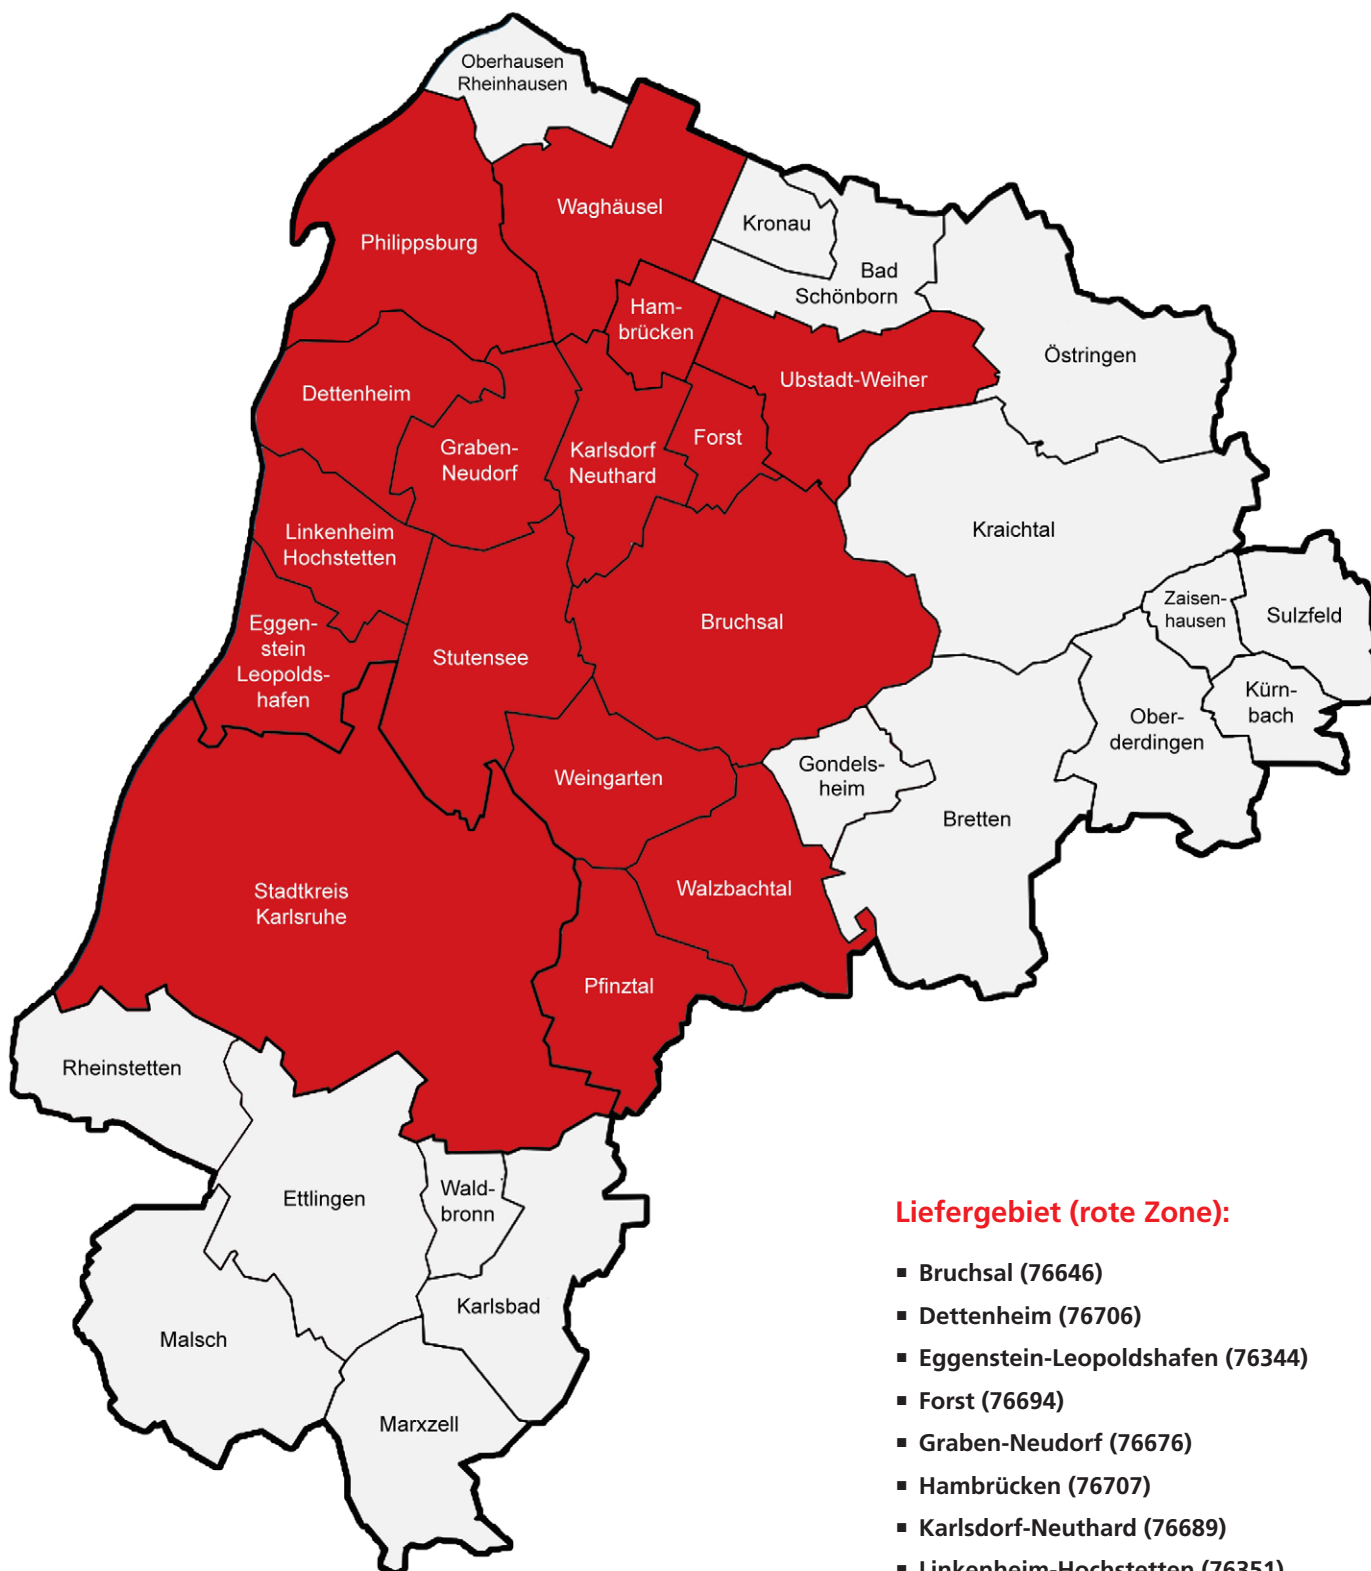 Oberhausen
Rheinhausen
Waghäusel
Philippsburg
Kronau
Bad
Schönborn
Ham-
brücken
Östringen
Ubstadt-Weiher
Dettenheim
Graben-
Neudorf
Karlsdorf
Neuthard
Forst
Kraichtal
Linkenheim
Hochstetten
Zaisen-
hausen
Sulzfeld
Eggen-
stein
Leopolds-
hafen
Stutensee
Bruchsal
Kürn-
bach
Ober-
derdingen
Weingarten
Gondels-
heim
Bretten
Stadtkreis
Karlsruhe
Walzbachtal
Pfinztal
Rheinstetten
Ettlingen
Wald-
bronn
Karlsbad
Malsch
Marxzell
Liefergebiet (rote Zone):
▪ Bruchsal (76646)
▪ Dettenheim (76706)
▪ Eggenstein-Leopoldshafen (76344)
▪ Forst (76694)
▪ Graben-Neudorf (76676)
▪ Hambrücken (76707)
▪ Karlsdorf-Neuthard (76689)
▪ Linkenheim-Hochstetten (76351)